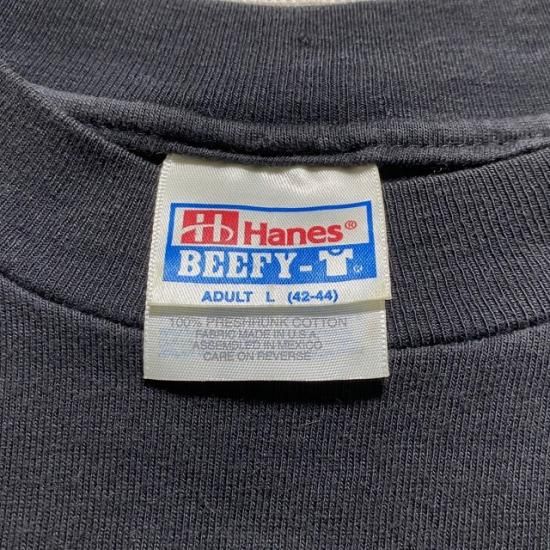 Hanes®
BEEFY-T®
ADULT L (42-44)
100% PRESHRUNK COTTON
FABRIC MADE IN U.S.A.
ASSEMBLED IN MEXICO
CARE ON REVERSE